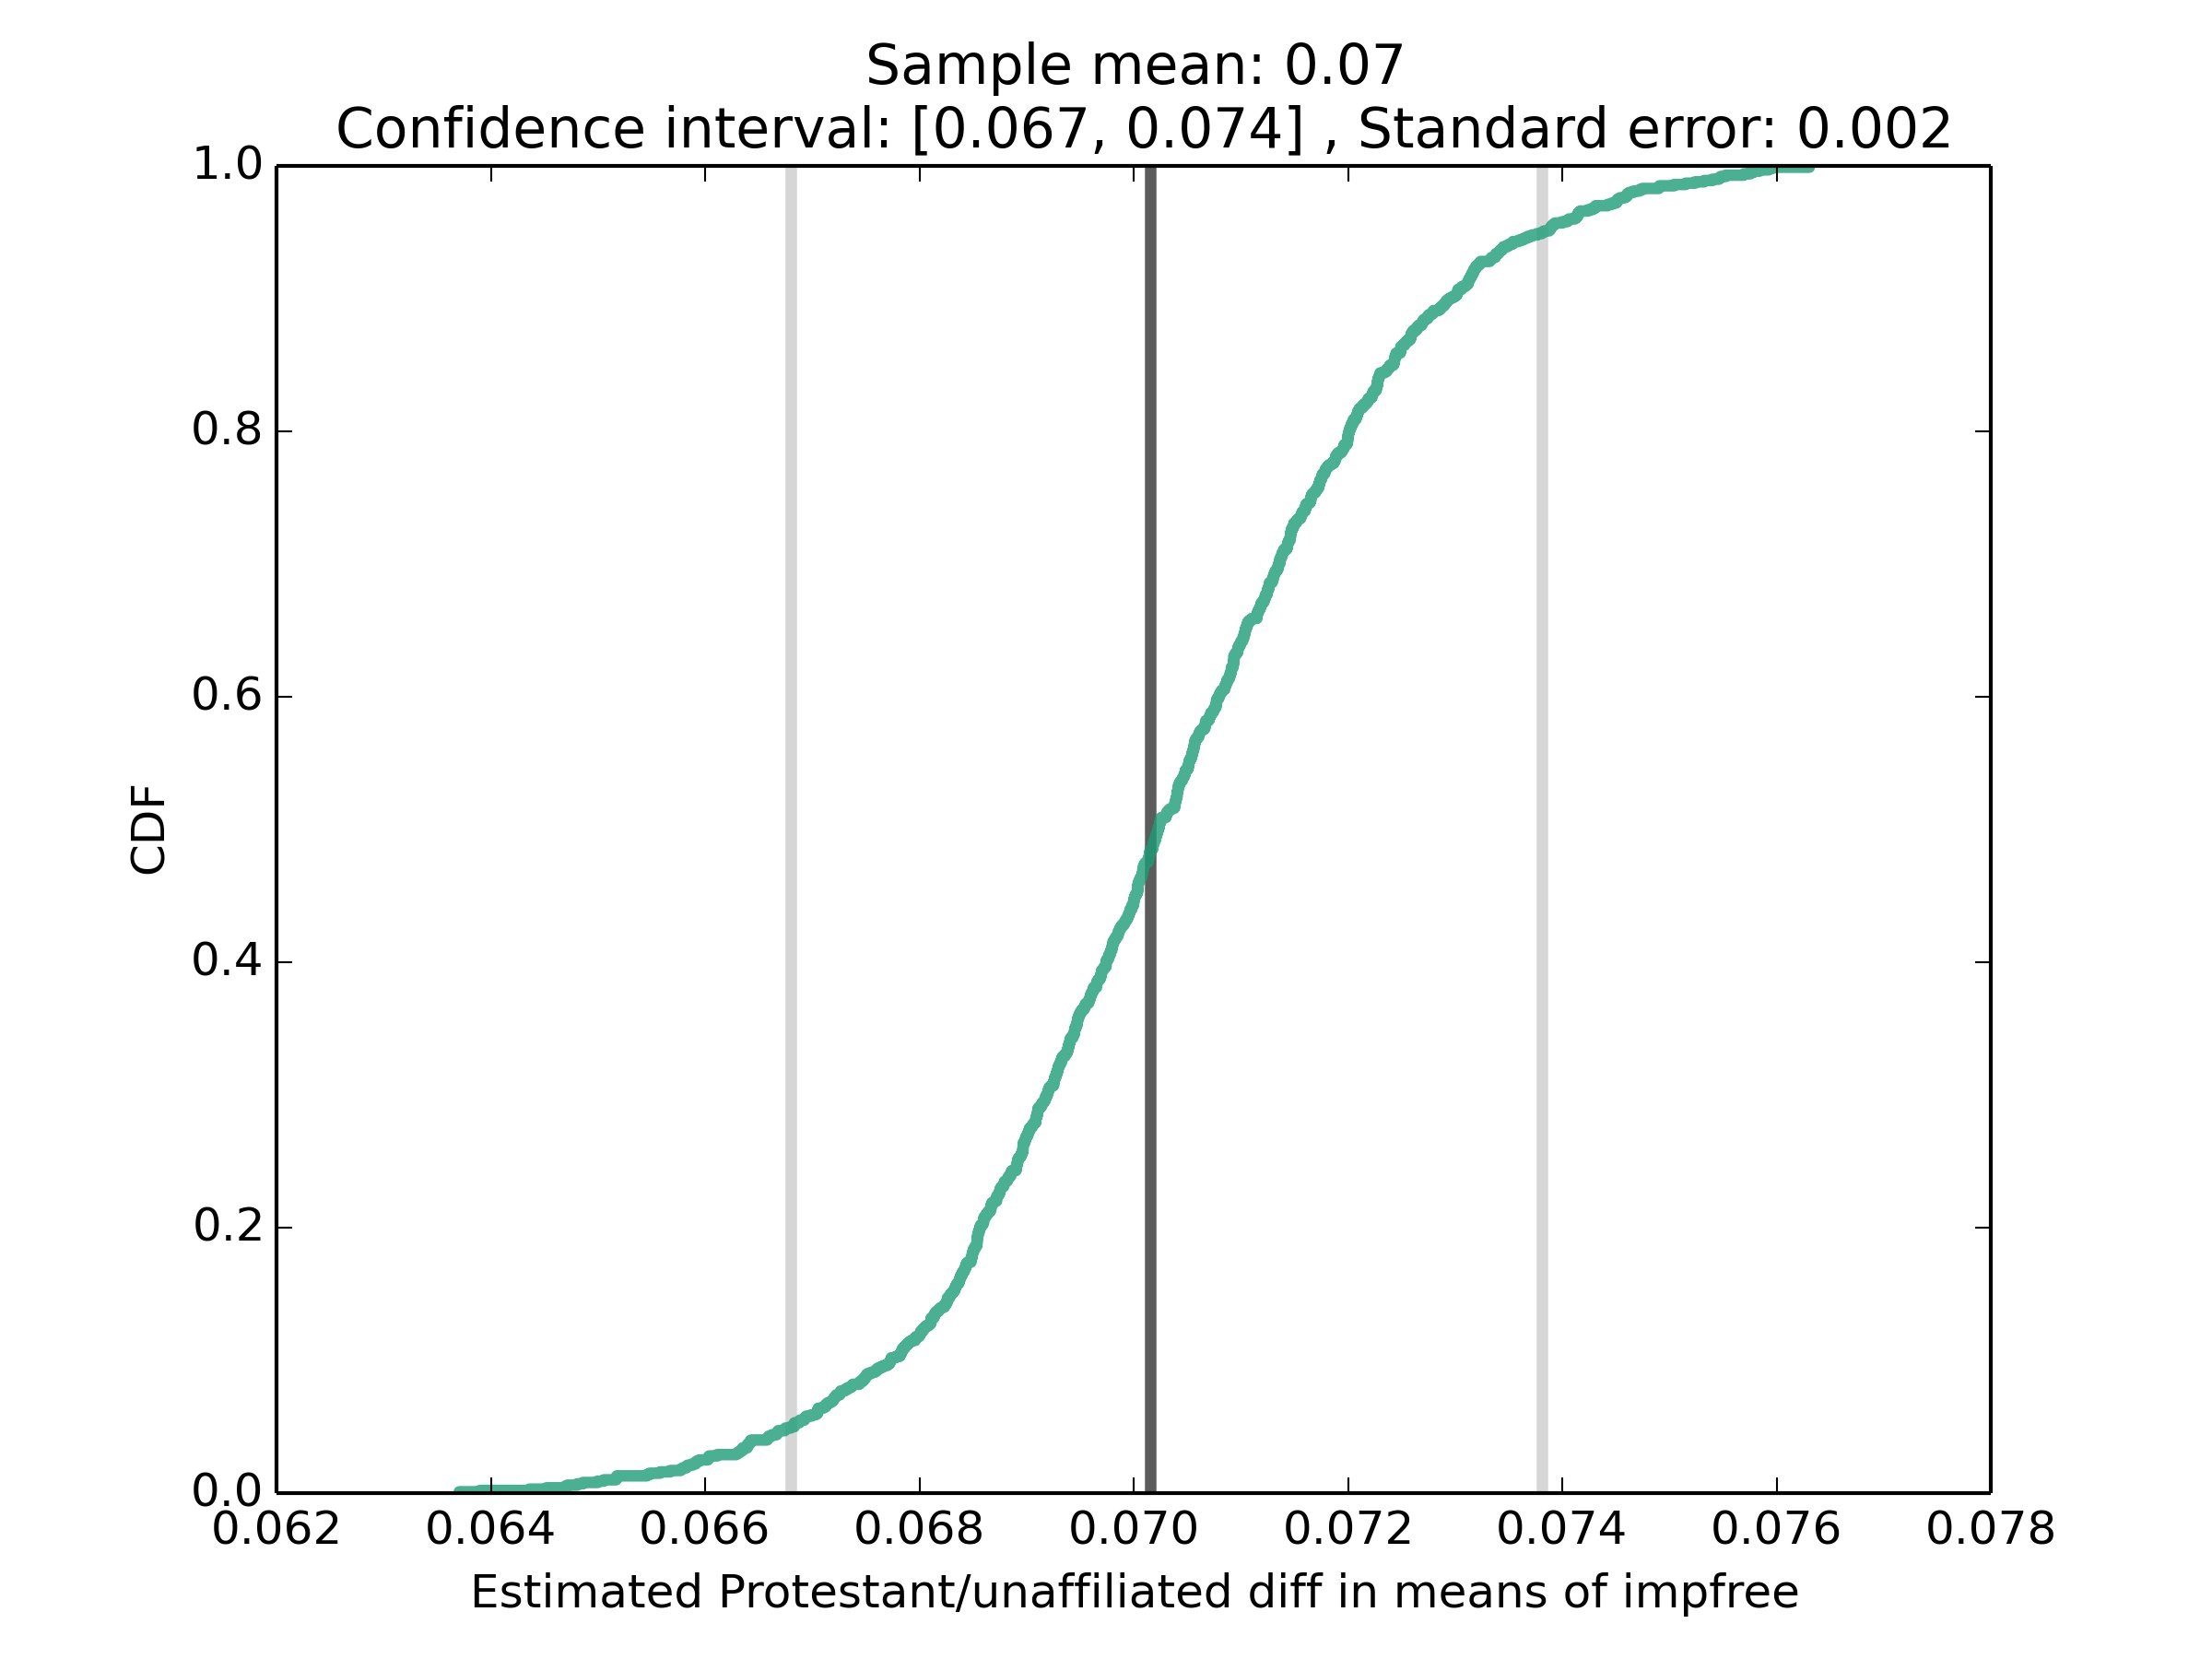 Sample mean: 0.07
Confidence interval: [0.067, 0.074] , Standard error: 0.002
1.0
0.8
0.6
0.4
0.2
0.0
CDF
0.062 0.064 0.066 0.068 0.070 0.072 0.074 0.076 0.078
Estimated Protestant/unaffiliated diff in means of impfree